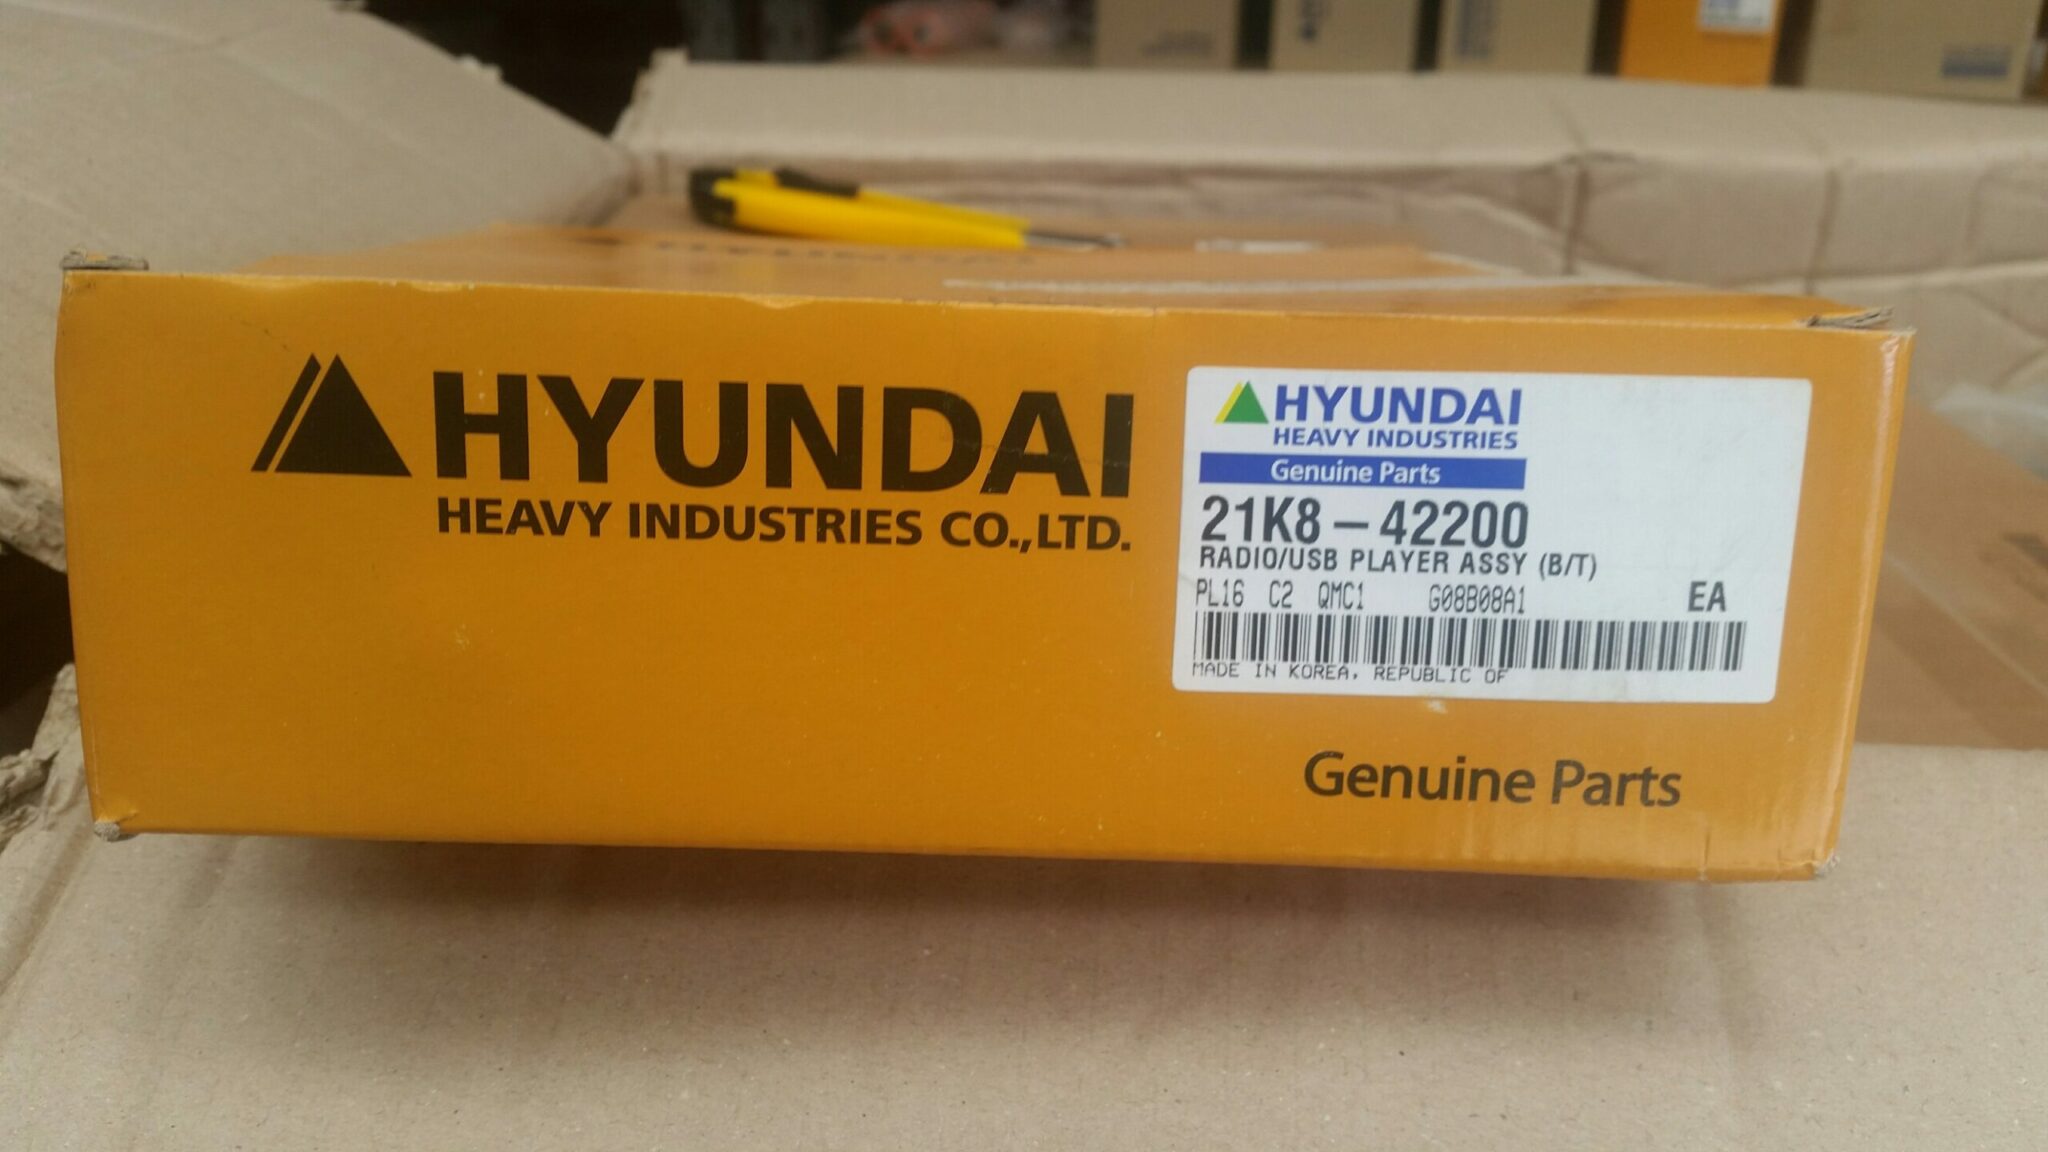 HYUNDAI
HEAVY INDUSTRIES CO.,LTD.
HYUNDAI
HEAVY INDUSTRIES
Genuine Parts
21K8-42200
RADIO/USB PLAYER ASSY (B/T)
PL16 C2 QMC1 G08B08A1 EA
MADE IN KOREA, REPUBLIC OF
Genuine Parts